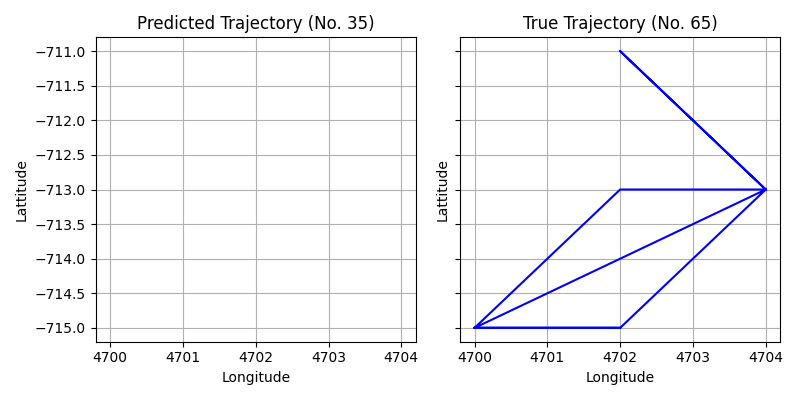 Predicted Trajectory (No. 35)
True Trajectory (No. 65)
Lattitude
−711.0
−711.5
−712.0
−712.5
−713.0
−713.5
−714.0
−714.5
−715.0
4700 4701 4702 4703 4704
Longitude
Lattitude
4700 4701 4702 4703 4704
Longitude